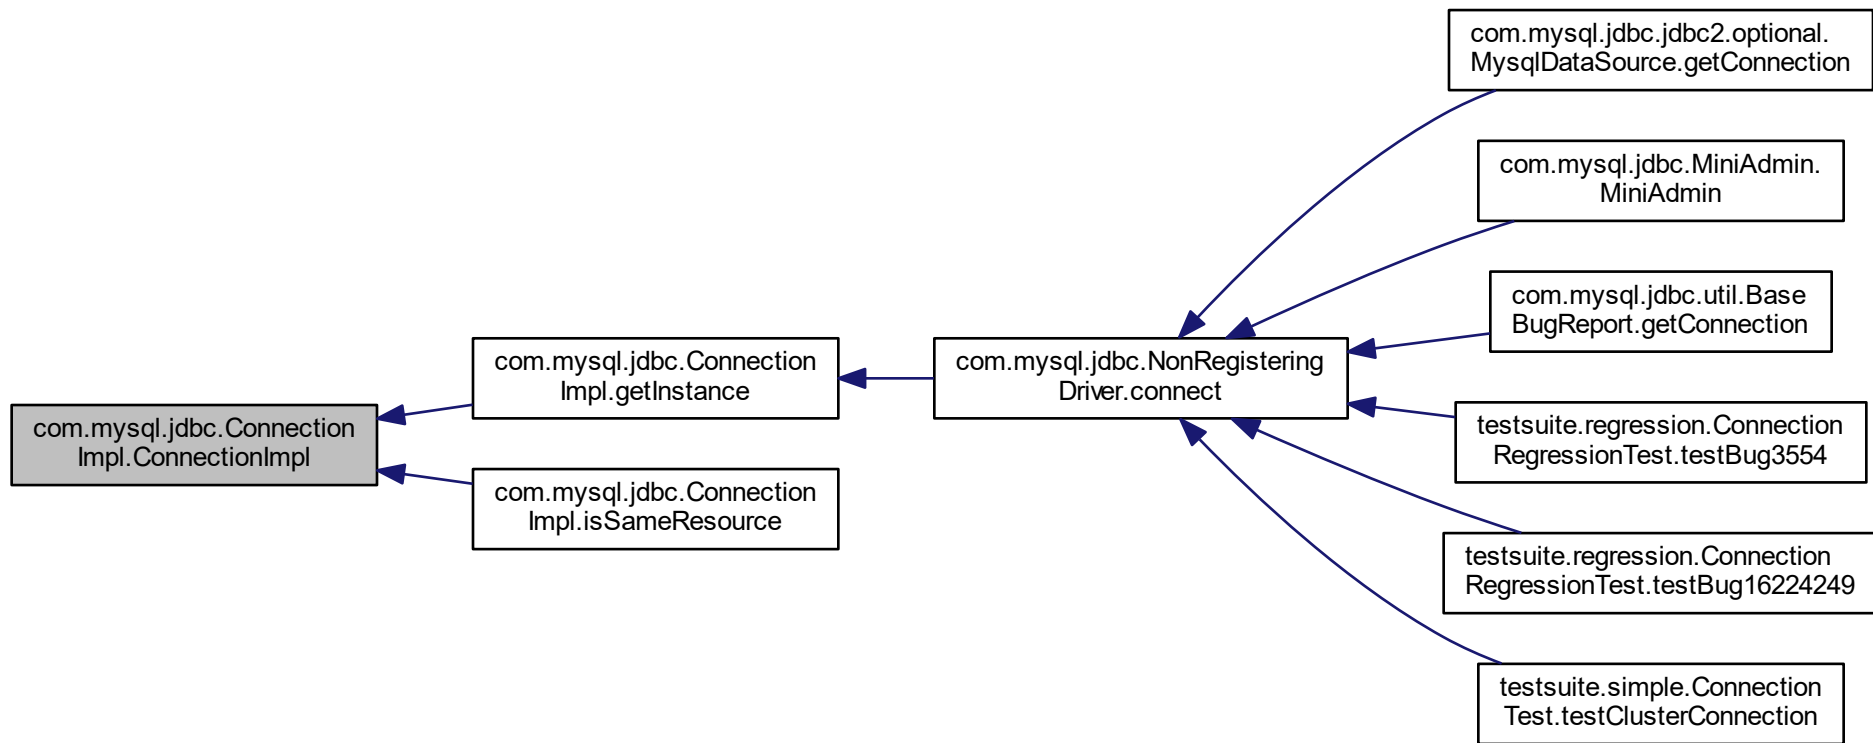 com.mysql.jdbc.Connection
Impl.ConnectionImpl
com.mysql.jdbc.Connection
Impl.getInstance
com.mysql.jdbc.Connection
Impl.isSameResource
com.mysql.jdbc.NonRegistering
Driver.connect
com.mysql.jdbc.jdbc2.optional.
MysqlDataSource.getConnection
com.mysql.jdbc.MiniAdmin.
MiniAdmin
com.mysql.jdbc.util.Base
BugReport.getConnection
testsuite.regression.Connection
RegressionTest.testBug3554
testsuite.regression.Connection
RegressionTest.testBug16224249
testsuite.simple.Connection
Test.testClusterConnection